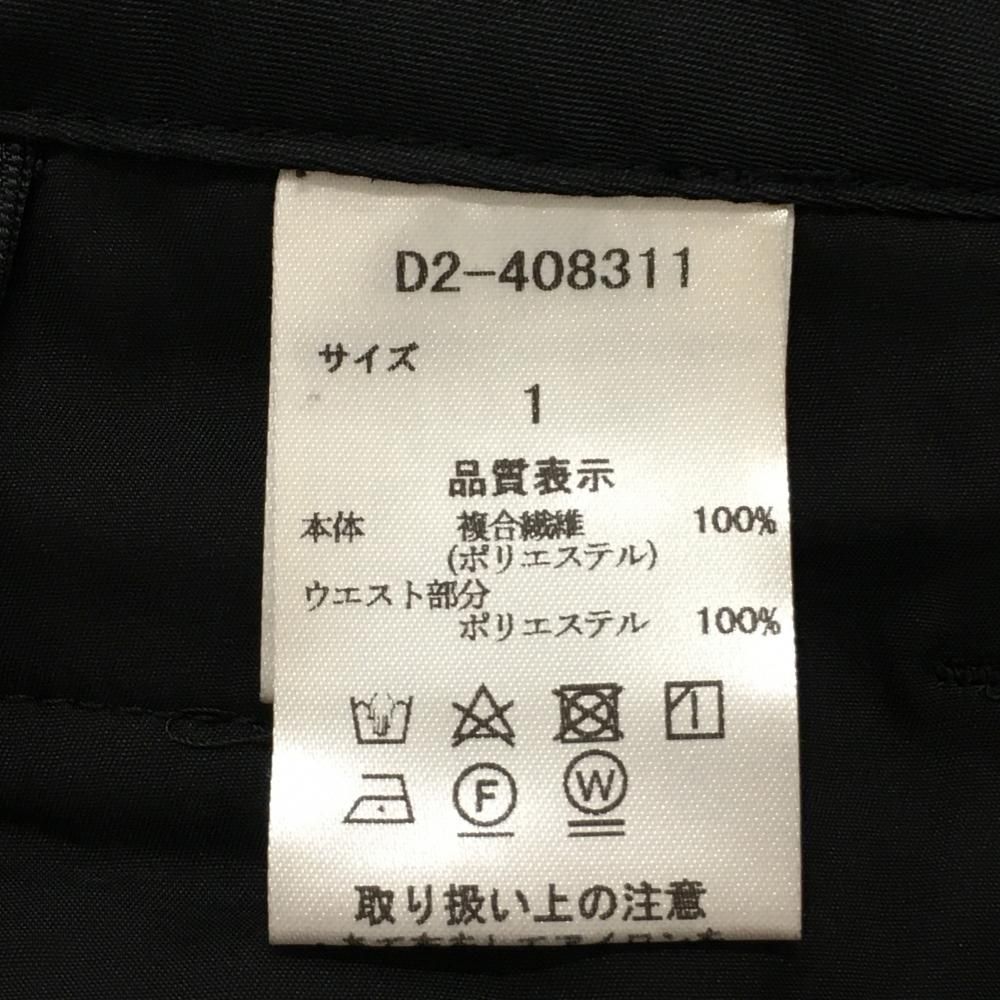 D2-408311
サイズ
1
品質表示
本体 複合繊維 100%
(ポリエステル)
ウエスト部分
ポリエステル 100%
F W
取り扱い上の注意